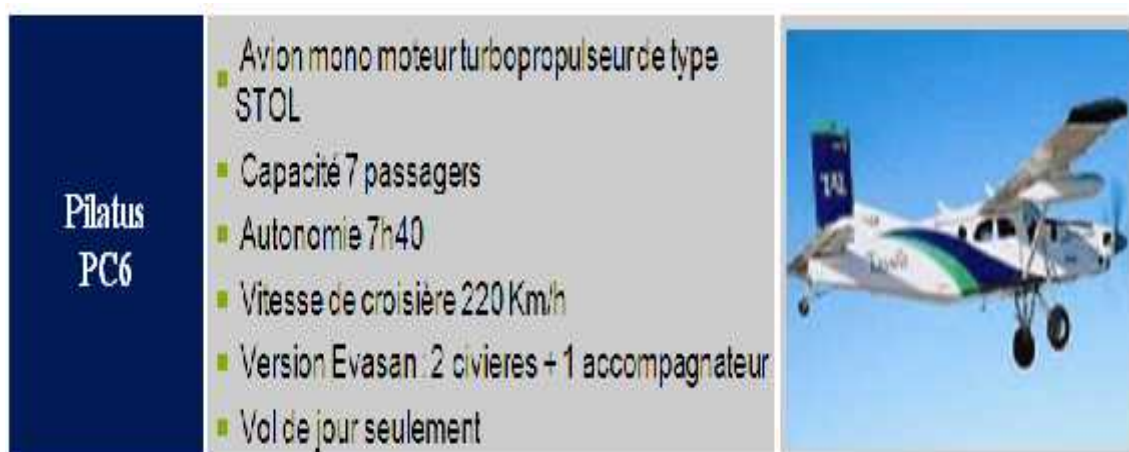 Pilatus
PC6
Avion mono moteur turbopropulseur de type
STOL
Capacité 7 passagers
Autonomie 7h40
Vitesse de croisière 220 Km/h
Version Evasan : 2 civieres + 1 accompagnateur
Vol de jour seulement
TAL